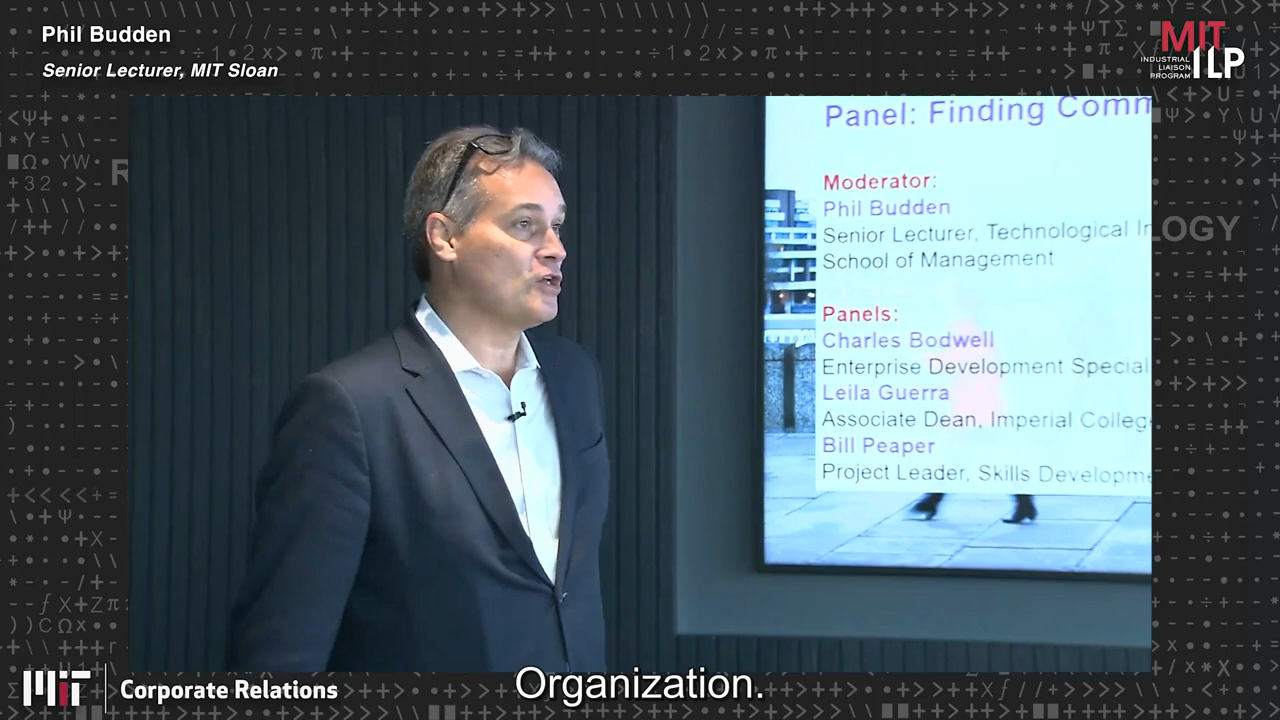 Phil Budden
Senior Lecturer, MIT Sloan
MIT
ILP
INDUSTRIAL
LIAISON
PROGRAM
Panel: Finding Comm
Moderator:
Phil Budden
Senior Lecturer, Technological In
School of Management
Panels:
Charles Bodwell
Enterprise Development Special
Leila Guerra
Associate Dean, Imperial Colleg
Bill Peaper
Project Leader, Skills Developme
R
LOGY
MIT
Corporate Relations
Organization.